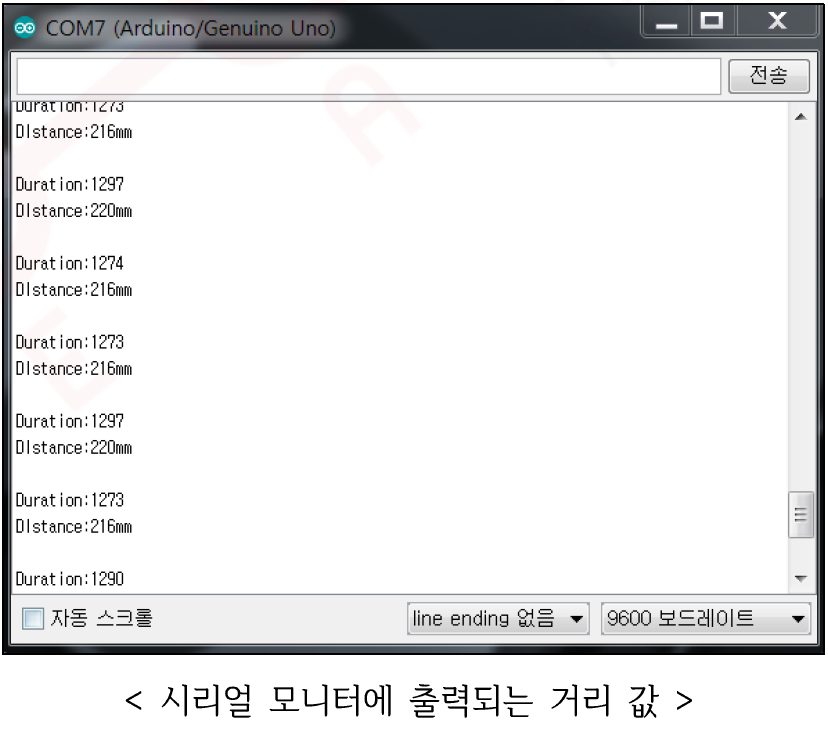 COM7 (Arduino/Genuino Uno)
전송
Duration:1273
DIstance:216mm
Duration:1297
DIstance:220mm
Duration:1274
DIstance:216mm
Duration:1273
DIstance:216mm
Duration:1297
DIstance:220mm
Duration:1273
DIstance:216mm
Duration:1290
자동 스크롤
line ending 없음
9600 보드레이트
< 시리얼 모니터에 출력되는 거리 값 >